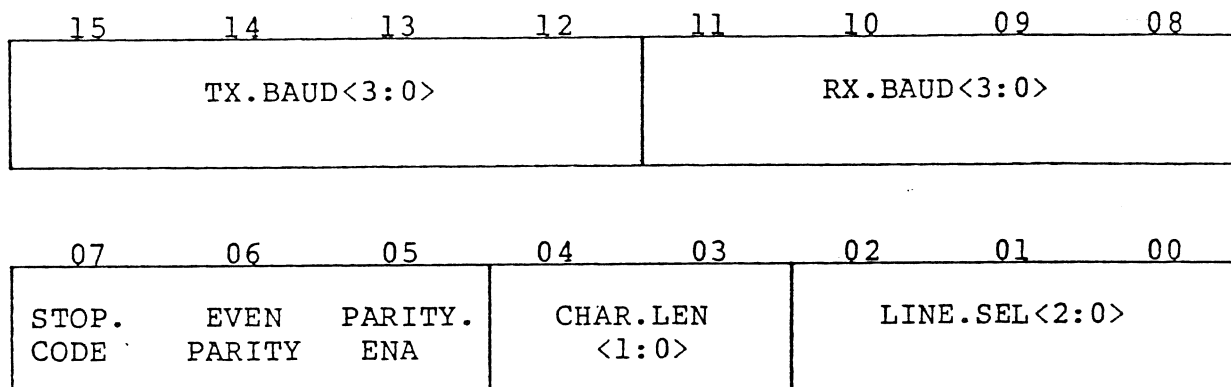 15 14 13 12 11 10 09 08
TX.BAUD<3:0> RX.BAUD<3:0>
07 06 05 04 03 02 01 00
STOP. EVEN PARITY. CHAR.LEN LINE.SEL<2:0>
CODE PARITY ENA <1:0>